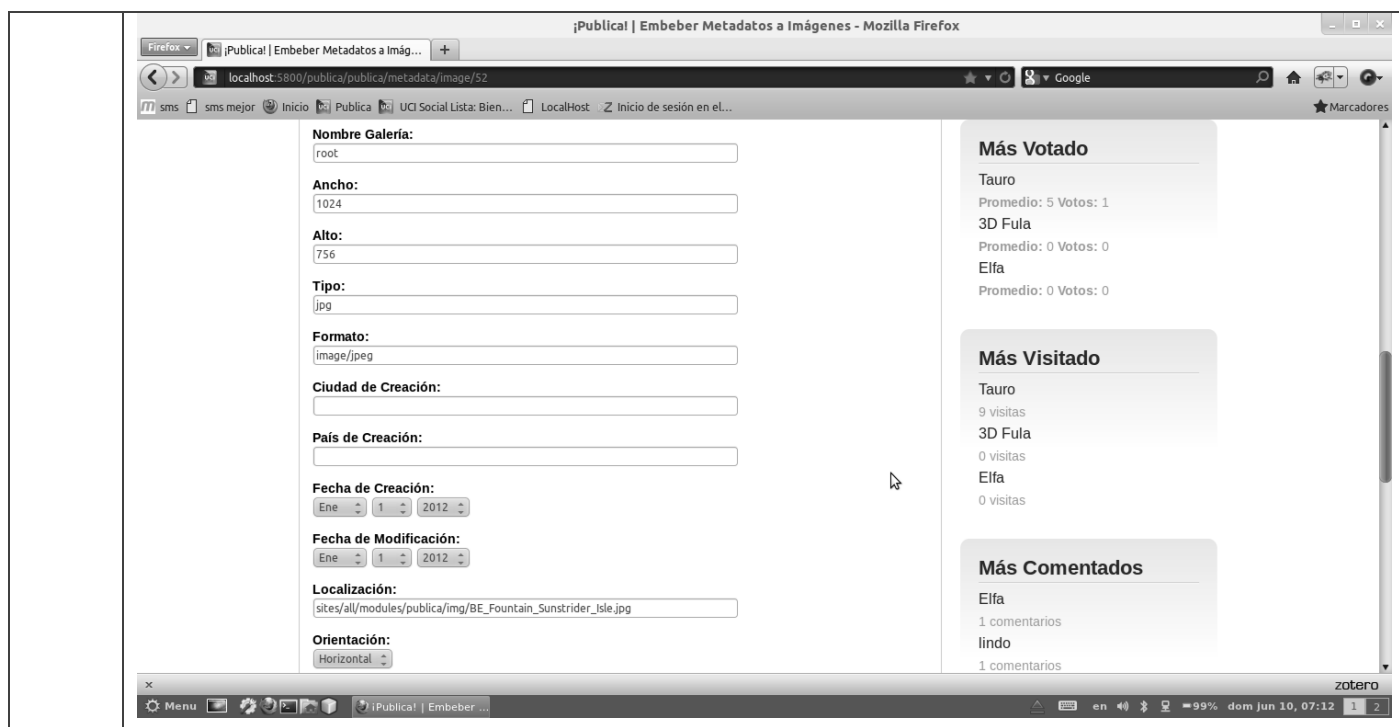 ¡Publica! | Embeber Metadatos a Imágenes - Mozilla Firefox
Firefox
UCI ¡Publica! | Embeber Metadatos a Imág... +
localhost:5800/publica/publica/metadata/image/52
Google
sms sms mejor Inicio Publica UCI Social Lista: Bien... LocalHost Z Inicio de sesión en el... Marcadores
Nombre Galería:
root
Ancho:
1024
Alto:
756
Tipo:
jpg
Formato:
image/jpeg
Ciudad de Creación:
País de Creación:
Fecha de Creación:
Ene 1 2012
Fecha de Modificación:
Ene 1 2012
Localización:
sites/all/modules/publica/img/BE_Fountain_Sunstrider_Isle.jpg
Orientación:
Horizontal
Más Votado
Tauro
Promedio: 5 Votos: 1
3D Fula
Promedio: 0 Votos: 0
Elfa
Promedio: 0 Votos: 0
Más Visitado
Tauro
9 visitas
3D Fula
0 visitas
Elfa
0 visitas
Más Comentados
Elfa
1 comentarios
lindo
1 comentarios
x zotero
Menu ¡Publica! | Embeber ... en 99% dom jun 10, 07:12 1 2